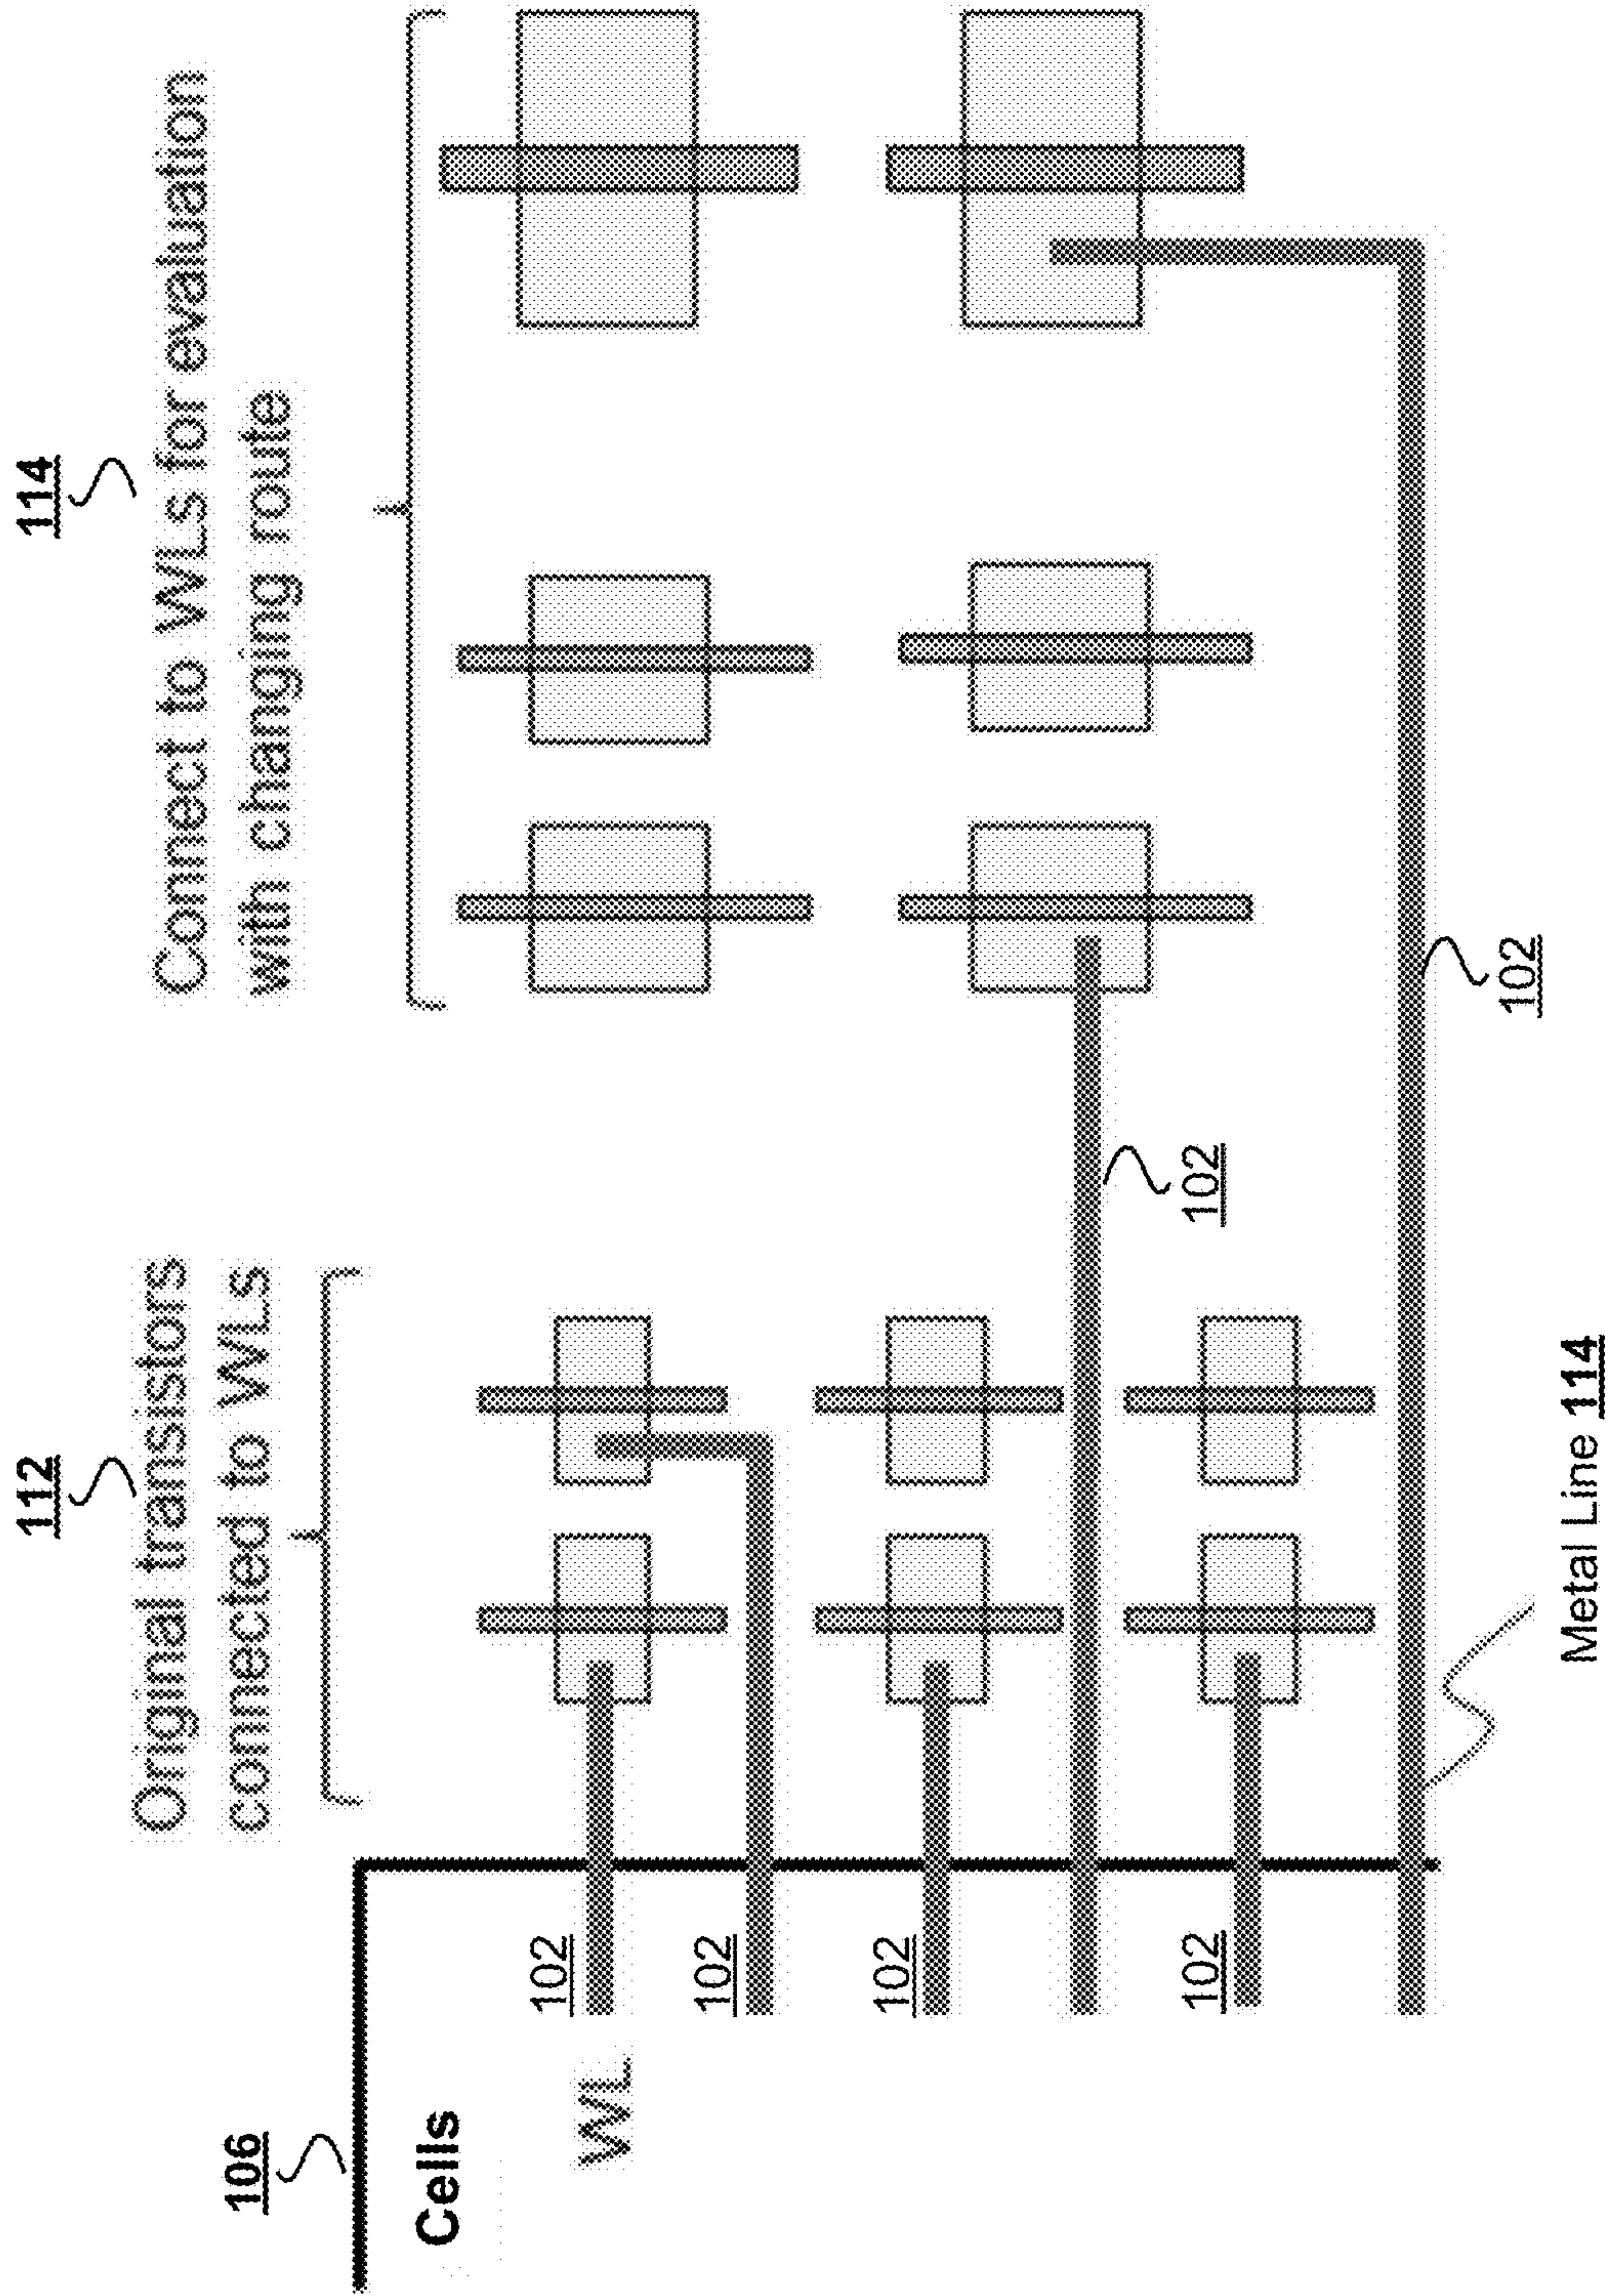 112
114
Original transistors
connected to WLs
Connect to WLs for evaluation
with changing route
106
Cells
102
WL
102
102
102
102
102
Metal Line 114